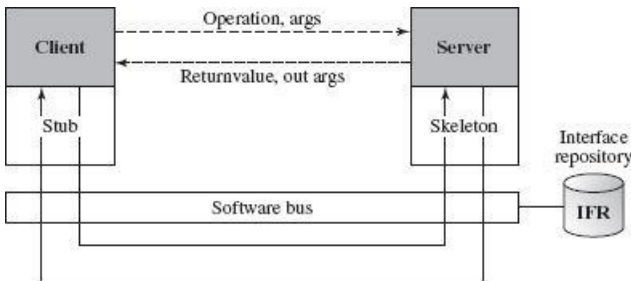 Operation, args
Client
Server
Returnvalue, out args
Stub
Skeleton
Interface
repository
Software bus
IFR